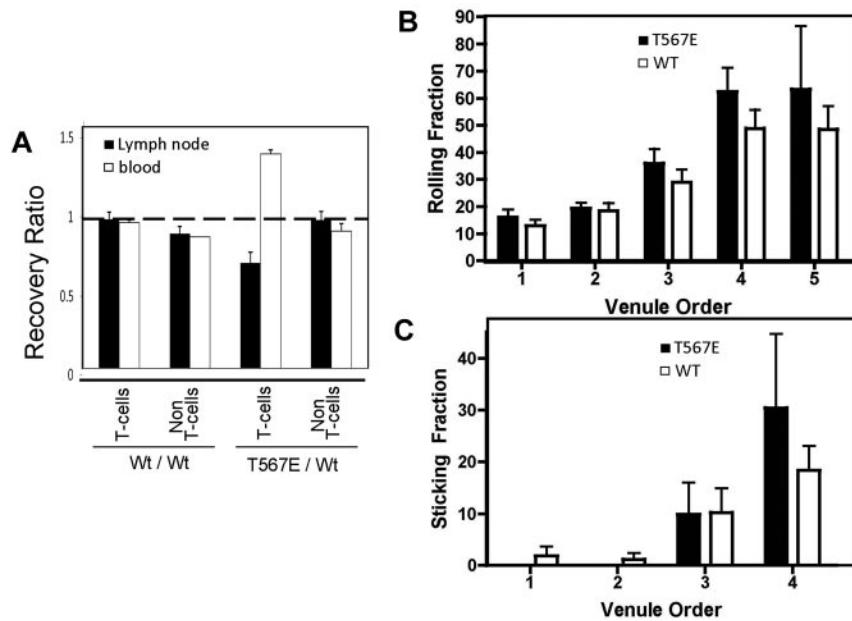 A
Recovery Ratio
1.5
1
0.5
0
Lymph node
blood
T-cells
Non
T-cells
T-cells
Non
T-cells
Wt / Wt
T567E / Wt
B
Rolling Fraction
90
80
70
60
50
40
30
20
10
0
T567E
WT
1 2 3 4 5
Venule Order
C
Sticking Fraction
40
30
20
10
0
T567E
WT
1 2 3 4
Venule Order